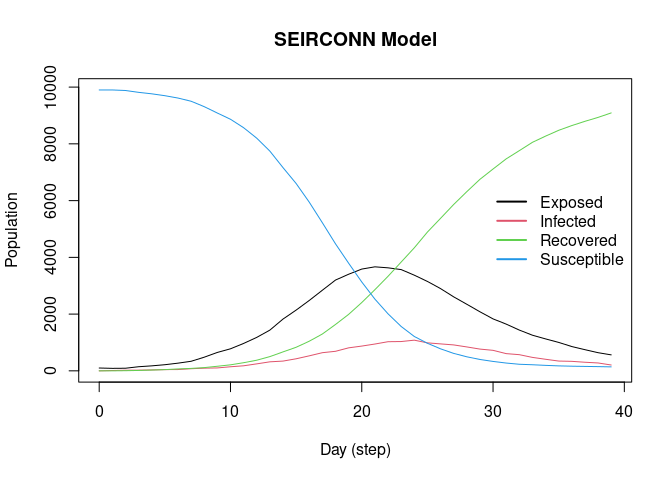 SEIRCONN Model
Population
10000
8000
6000
4000
2000
0
Exposed
Infected
Recovered
Susceptible
0 10 20 30 40
Day (step)